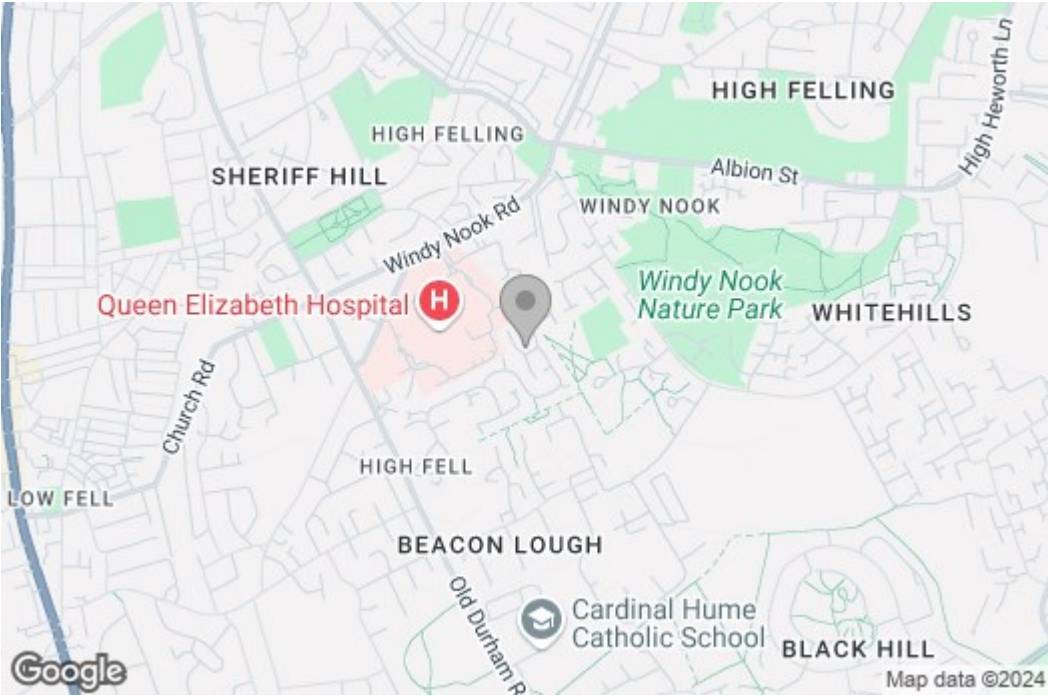 HIGH FELLING
HIGH FELLING
High Heworth Ln
Albion St
SHERIFF HILL
WINDY NOOK
Windy Nook Rd
Windy Nook
Nature Park
Queen Elizabeth Hospital
H
WHITEHILLS
Church Rd
HIGH FELL
LOW FELL
BEACON LOUGH
Old Durham R
Cardinal Hume
Catholic School
BLACK HILL
Google
Map data ©2024